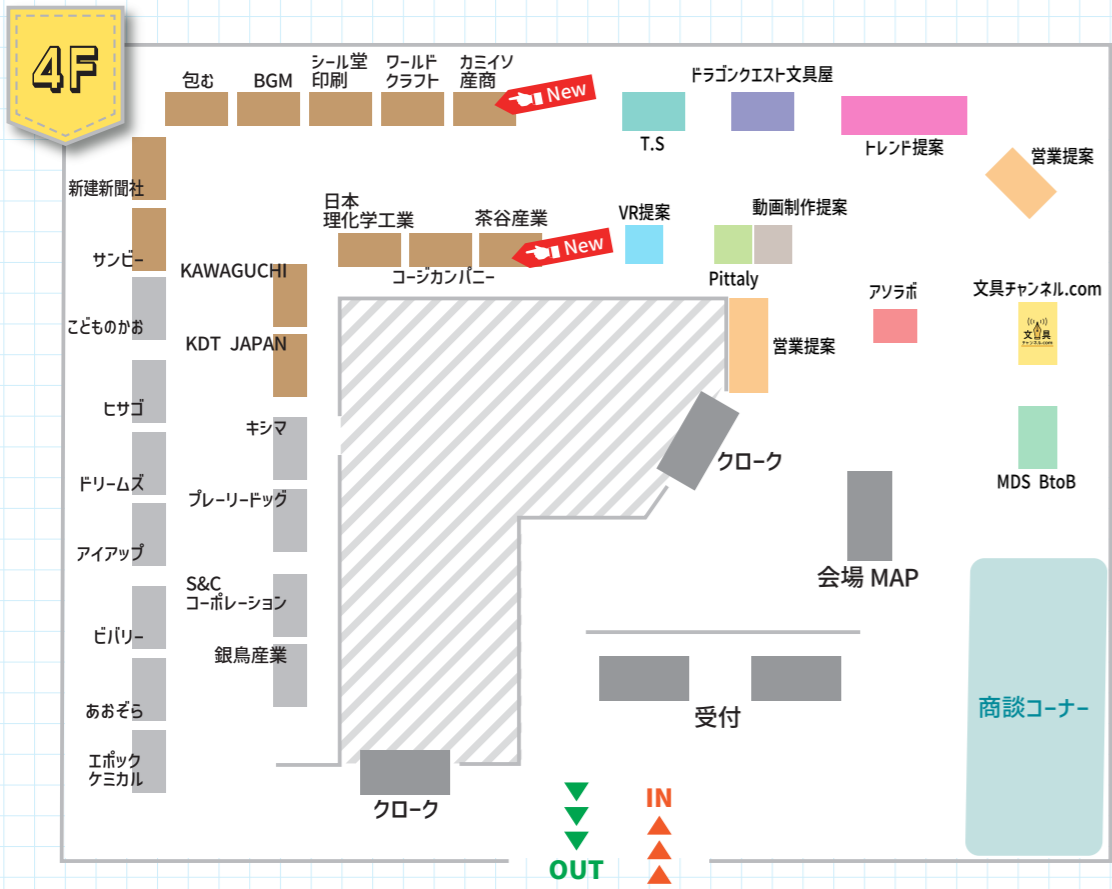 4F
包む
BGM
シール堂
印刷
ワールド
クラフト
カミイソ
産商
New
ドラゴンクエスト文具屋
T.S
トレンド提案
営業提案
新建新聞社
サンビー
こどものかお
ヒサゴ
ドリームズ
アイアップ
ビバリー
あおぞら
エポック
ケミカル
KAWAGUCHI
KDT JAPAN
キシマ
プレーリードッグ
S&C
コーポレーション
銀鳥産業
日本
理化学工業
コージカンパニー
茶谷産業
New
VR提案
Pittaly
動画制作提案
営業提案
アソラボ
文具チャンネル.com
文具
チャンネル.com
MDS BtoB
クローク
会場 MAP
受付
商談コーナー
クローク
OUT
IN